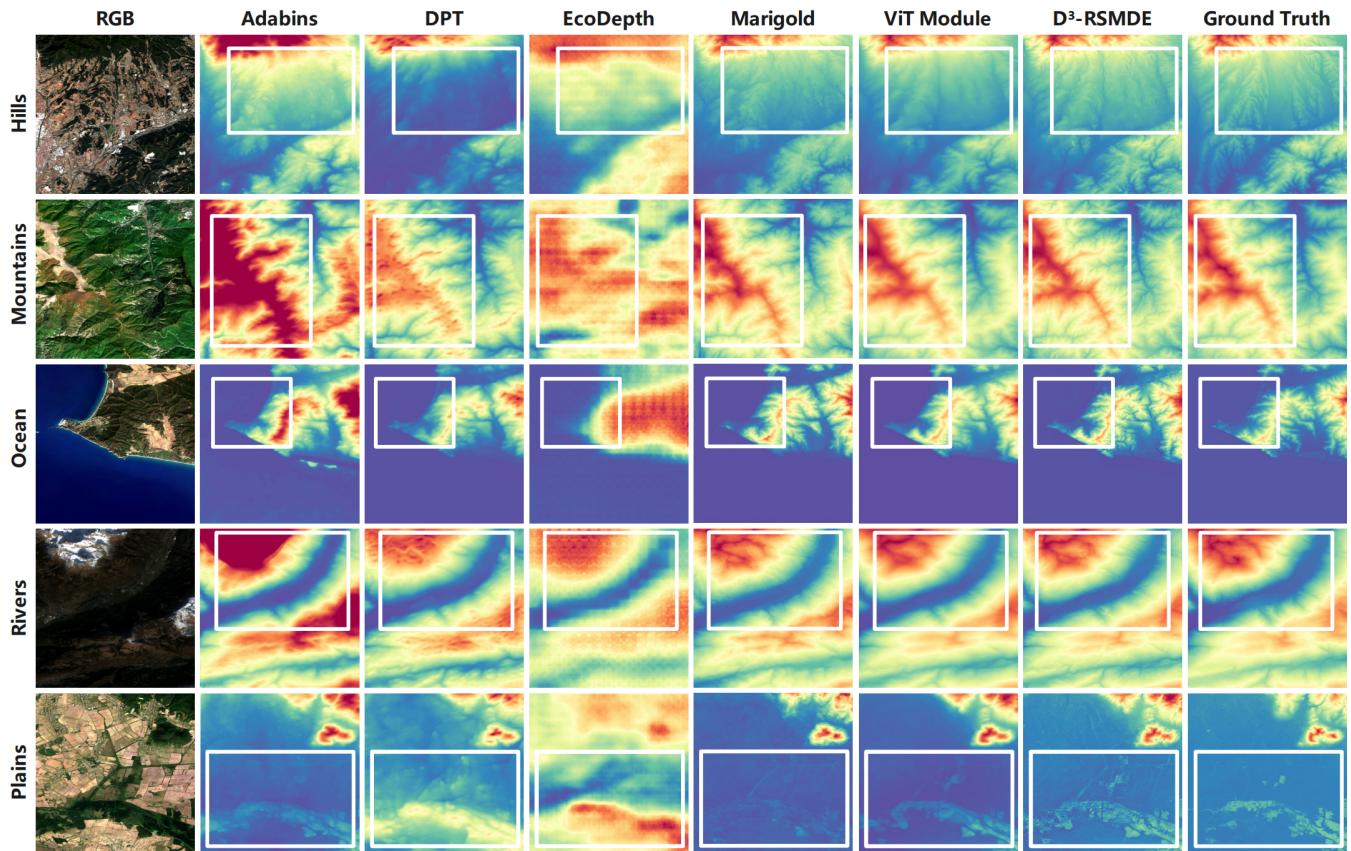 RGB Adabins DPT EcoDepth Marigold ViT Module D³-RSMDE Ground Truth
Hills
Mountains
Ocean
Rivers
Plains